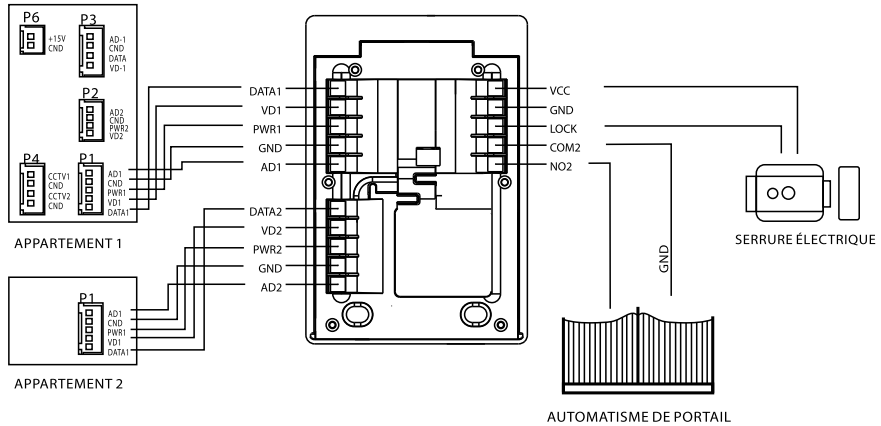 P6
+15V
CND
P3
AD-1
CND
DATA
VD-1
P2
AD2
CND
PWR2
VD2
P4
CCTV1
CND
CCTV2
CND
P1
AD1
CND
PWR1
VD1
DATA1
APPARTEMENT 1
P1
AD1
CND
PWR1
VD1
DATA1
APPARTEMENT 2
DATA1
VD1
PWR1
GND
AD1
DATA2
VD2
PWR2
GND
AD2
VCC
GND
LOCK
COM2
NO2
GND
SERRURE ÉLECTRIQUE
AUTOMATISME DE PORTAIL